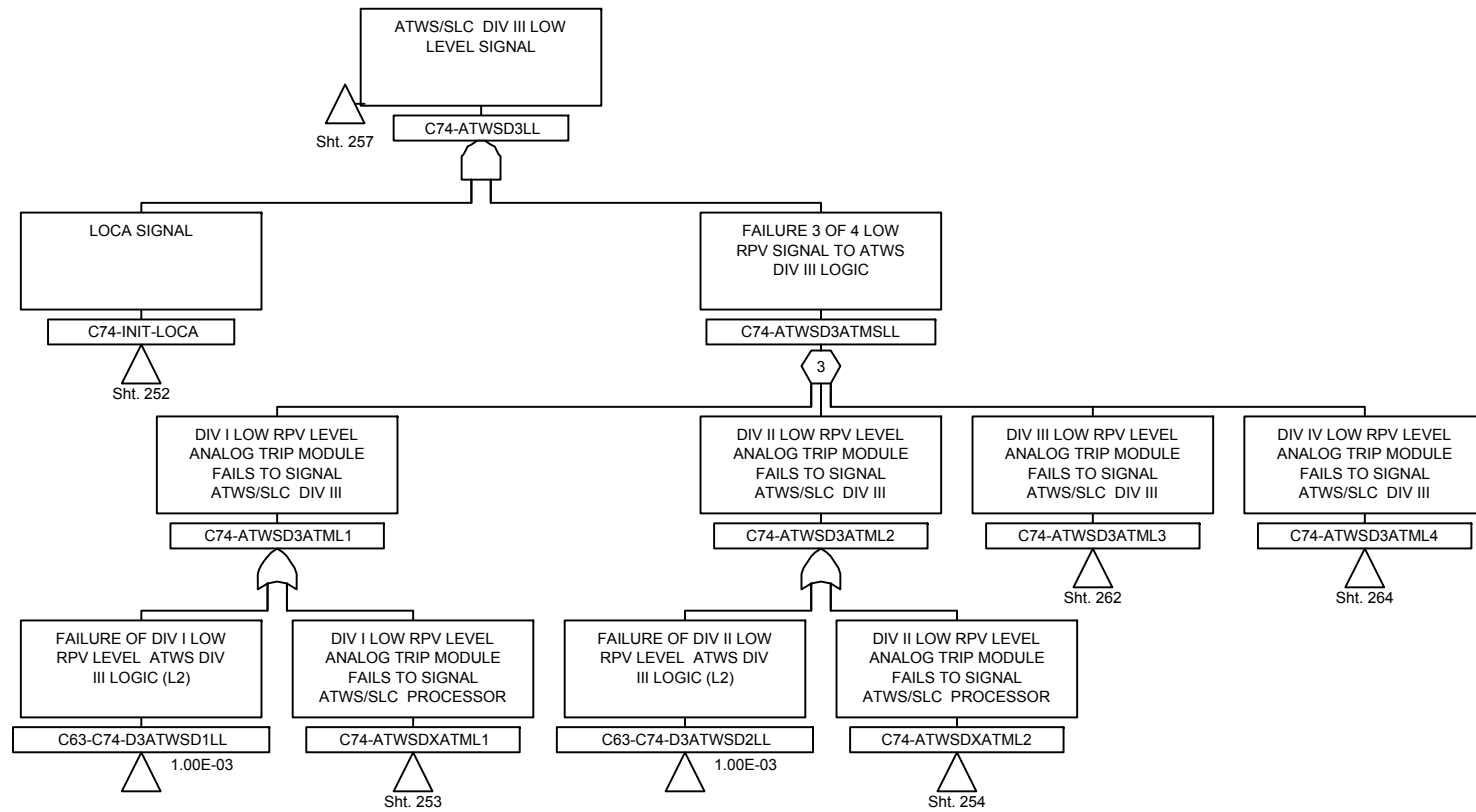 ATWS/SLC DIV III LOW
LEVEL SIGNAL
Sht. 257
C74-ATWSD3LL
LOCA SIGNAL
C74-INIT-LOCA
Sht. 252
FAILURE 3 OF 4 LOW
RPV SIGNAL TO ATWS
DIV III LOGIC
C74-ATWSD3ATMSLL
3
DIV I LOW RPV LEVEL
ANALOG TRIP MODULE
FAILS TO SIGNAL
ATWS/SLC DIV III
C74-ATWSD3ATML1
DIV II LOW RPV LEVEL
ANALOG TRIP MODULE
FAILS TO SIGNAL
ATWS/SLC DIV III
C74-ATWSD3ATML2
DIV III LOW RPV LEVEL
ANALOG TRIP MODULE
FAILS TO SIGNAL
ATWS/SLC DIV III
C74-ATWSD3ATML3
Sht. 262
DIV IV LOW RPV LEVEL
ANALOG TRIP MODULE
FAILS TO SIGNAL
ATWS/SLC DIV III
C74-ATWSD3ATML4
Sht. 264
FAILURE OF DIV I LOW
RPV LEVEL ATWS DIV
III LOGIC (L2)
C63-C74-D3ATWSD1LL
1.00E-03
DIV I LOW RPV LEVEL
ANALOG TRIP MODULE
FAILS TO SIGNAL
ATWS/SLC PROCESSOR
C74-ATWSDXATML1
Sht. 253
FAILURE OF DIV II LOW
RPV LEVEL ATWS DIV
III LOGIC (L2)
C63-C74-D3ATWSD2LL
1.00E-03
DIV II LOW RPV LEVEL
ANALOG TRIP MODULE
FAILS TO SIGNAL
ATWS/SLC PROCESSOR
C74-ATWSDXATML2
Sht. 254